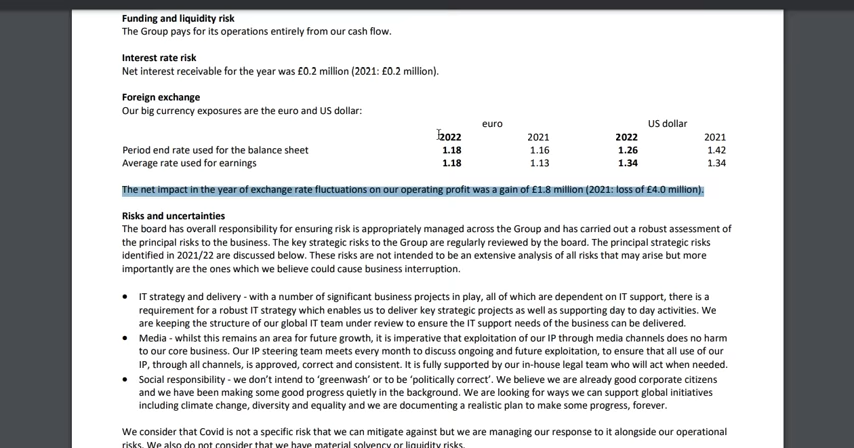 Funding and liquidity risk
The Group pays for its operations entirely from our cash flow.
Interest rate risk
Net interest receivable for the year was £0.2 million (2021: £0.2 million).
Foreign exchange
Our big currency exposures are the euro and US dollar:
euro US dollar
2022 2021 2022 2021
Period end rate used for the balance sheet 1.18 1.16 1.26 1.42
Average rate used for earnings 1.18 1.13 1.34 1.34
The net impact in the year of exchange rate fluctuations on our operating profit was a gain of £1.8 million (2021: loss of £4.0 million).
Risks and uncertainties
The board has overall responsibility for ensuring risk is appropriately managed across the Group and has carried out a robust assessment of
the principal risks to the business. The key strategic risks to the Group are regularly reviewed by the board. The principal strategic risks
identified in 2021/22 are discussed below. These risks are not intended to be an extensive analysis of all risks that may arise but more
importantly are the ones which we believe could cause business interruption.
• IT strategy and delivery - with a number of significant business projects in play, all of which are dependent on IT support, there is a
requirement for a robust IT strategy which enables us to deliver key strategic projects as well as supporting day to day activities. We
are keeping the structure of our global IT team under review to ensure the IT support needs of the business can be delivered.
• Media - whilst this remains an area for future growth, it is imperative that exploitation of our IP through media channels does no harm
to our core business. Our IP steering team meets every month to discuss ongoing and future exploitation, to ensure that all use of our
IP, through all channels, is approved, correct and consistent. It is fully supported by our in-house legal team who will act when needed.
• Social responsibility - we don’t intend to ‘greenwash’ or to be ‘politically correct’. We believe we are already good corporate citizens
and we have been making some good progress quietly in the background. We are looking for ways we can support global initiatives
including climate change, diversity and equality and we are documenting a realistic plan to make some progress, forever.
We consider that Covid is not a specific risk that we can mitigate against but we are managing our response to it alongside our operational
risks. We also do not consider that we have material solvency or liquidity risks.